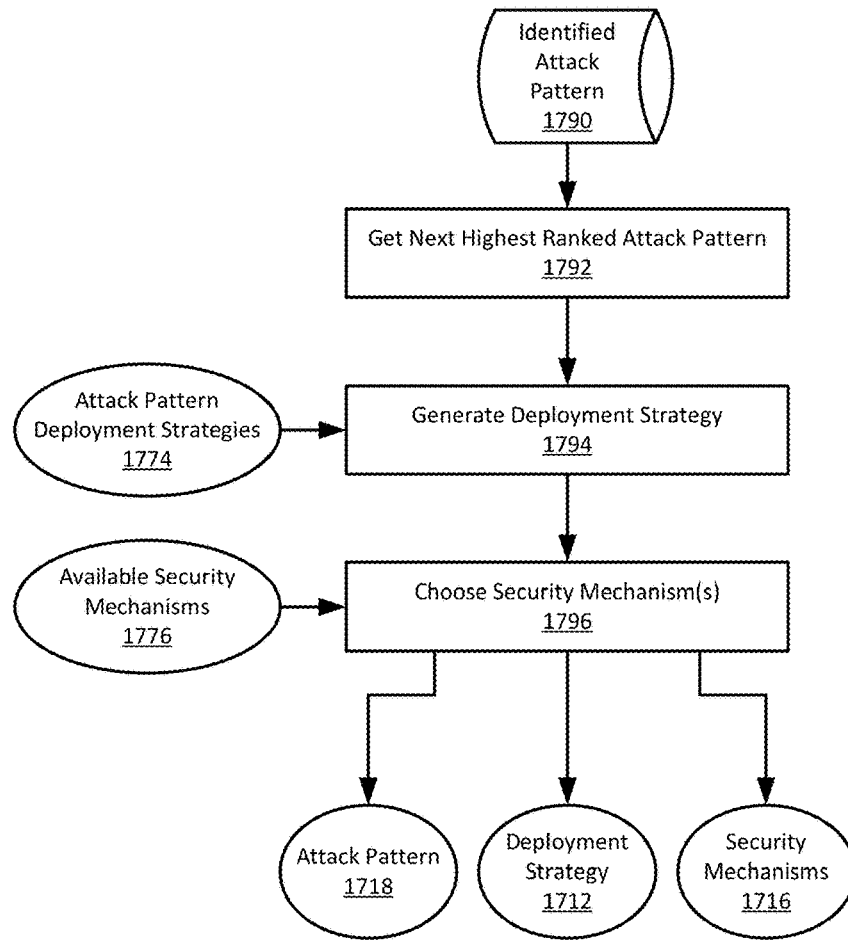 Identified
Attack
Pattern
1790
Get Next Highest Ranked Attack Pattern
1792
Attack Pattern
Deployment Strategies
1774
Generate Deployment Strategy
1794
Available Security
Mechanisms
1776
Choose Security Mechanism(s)
1796
Attack Pattern
1718
Deployment
Strategy
1712
Security
Mechanisms
1716